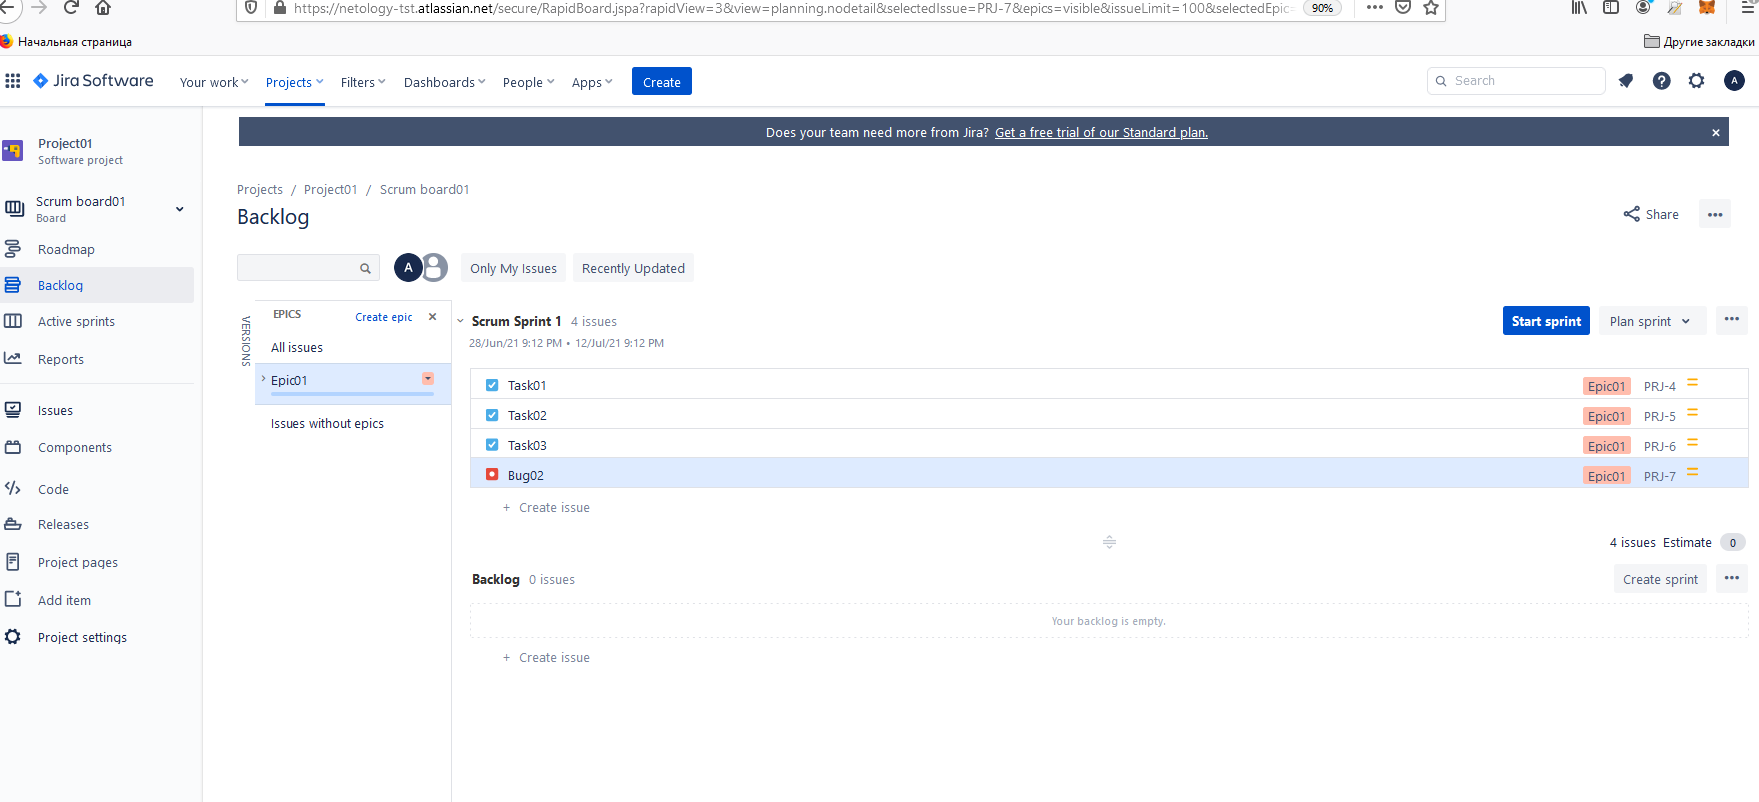 https://netology-tst.atlassian.net/secure/RapidBoard.jspa?rapidView=3&view=planning.nodetail&selectedIssue=PRJ-7&epics=visible&issueLimit=100&selectedEpic= 90%
Начальная страница Другие закладки
Jira Software Your work Projects Filters Dashboards People Apps Create Search A
Does your team need more from Jira? Get a free trial of our Standard plan.
Project01
Software project
Scrum board01
Board
Roadmap
Backlog
Active sprints
Reports
Issues
Components
Code
Releases
Project pages
Add item
Project settings
Projects / Project01 / Scrum board01
Backlog
Share
A Only My Issues Recently Updated
VERSIONS
EPICS Create epic
All issues
Epic01
Issues without epics
Scrum Sprint 1 4 issues Start sprint Plan sprint
28/Jun/21 9:12 PM • 12/Jul/21 9:12 PM
Task01 Epic01 PRJ-4
Task02 Epic01 PRJ-5
Task03 Epic01 PRJ-6
Bug02 Epic01 PRJ-7
+ Create issue
4 issues Estimate 0
Backlog 0 issues Create sprint
Your backlog is empty.
+ Create issue